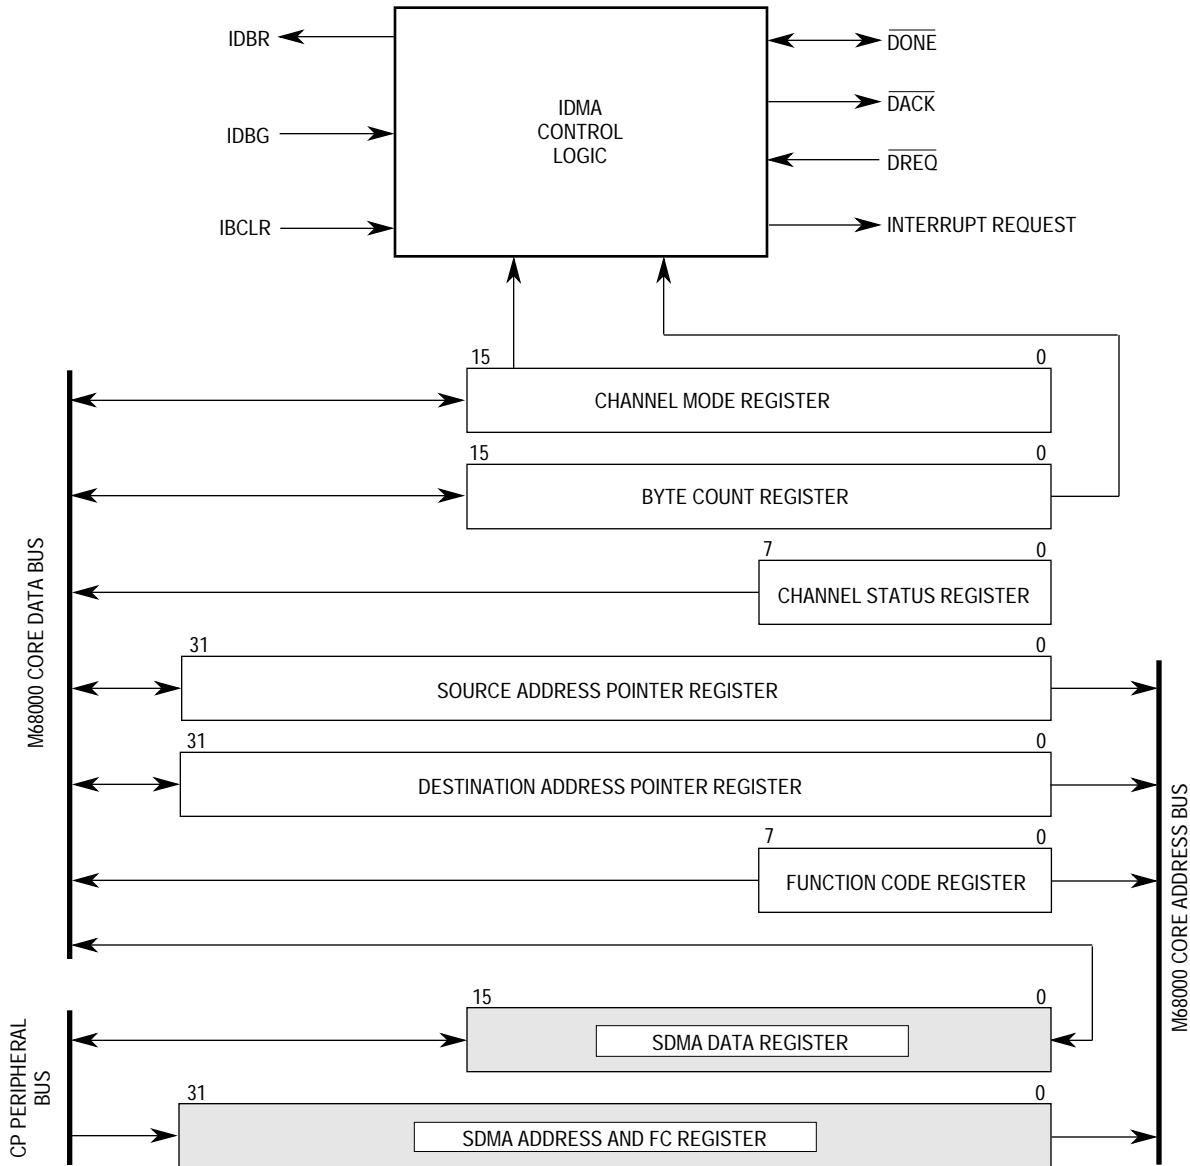 IDBR
DONE
IDMA
CONTROL
LOGIC
DACK
IDBG
DREQ
IBCLR
INTERRUPT REQUEST
15 0
CHANNEL MODE REGISTER
15 0
BYTE COUNT REGISTER
7 0
CHANNEL STATUS REGISTER
31 0
SOURCE ADDRESS POINTER REGISTER
31 0
DESTINATION ADDRESS POINTER REGISTER
7 0
FUNCTION CODE REGISTER
15 0
SDMA DATA REGISTER
31 0
SDMA ADDRESS AND FC REGISTER
M68000 CORE DATA BUS
CP PERIPHERAL
BUS
M68000 CORE ADDRESS BUS